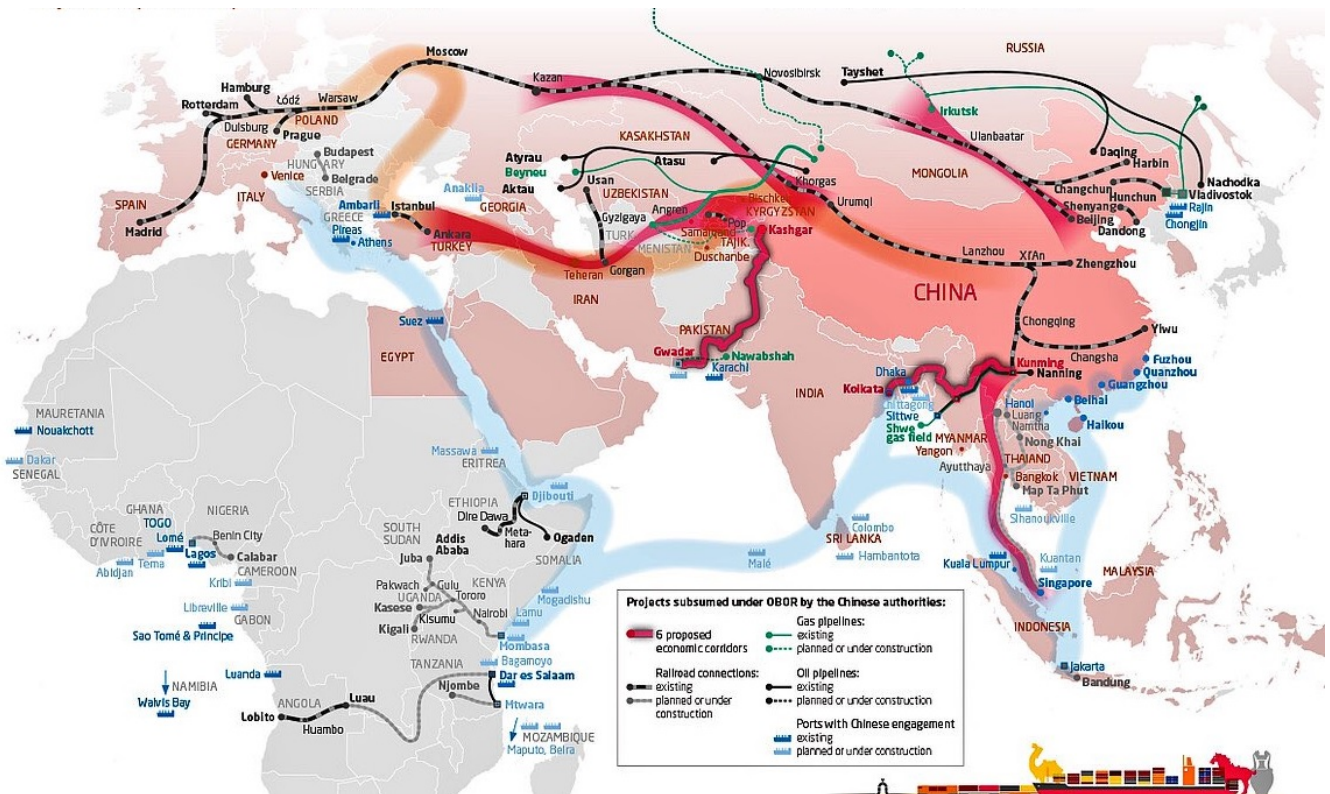 RUSSIA
Moscow
Kazan
Novosibirsk
Tayshet
Hamburg
Rotterdam
Łódź
Warsaw
POLAND
Duisburg
GERMANY
Prague
Irkutsk
Ulanbaatar
KASAKHSTAN
MONGOLIA
Daqing
Harbin
Budapest
HUNGARY
Belgrade
SERBIA
Venice
ITALY
Atyrau
Beyneu
Atasu
Aktau
Usan
UZBEKISTAN
Khorgas
Urumqi
Changchun
Hunchun
Shenyang
Beijing
Dandong
Nachodka
Vladivostok
Rajin
Chongjin
SPAIN
Madrid
Anaklia
GEORGIA
Ambarli
Istanbul
GREECE
Pireas
Athens
Ankara
TURKEY
Gyzlgaya
Angren
Bischkek
KYRGYZSTAN
Pop
Samarqand
TURK-
MENISTAN
TAJIK.
Duschanbe
Kashgar
Teheran
Gorgan
IRAN
Lanzhou
Xi'An
Zhengzhou
CHINA
Suez
EGYPT
PAKISTAN
Gwadar
Nawabshah
Karachi
INDIA
Chongqing
Yiwu
Changsha
Kunming
Nanning
Fuzhou
Quanzhou
Guangzhou
Dhaka
Kolkata
Chittagong
Sittwe
Shwe
gas field
MYANMAR
Yangon
Hanoi
Luang
Namtha
Beihai
Haikou
Nong Khai
THAILAND
VIETNAM
Ayutthaya
Bangkok
Map Ta Phut
Sihanoukville
MAURETANIA
Nouakchott
Dakar
SENEGAL
Massawa
ERITREA
Djibouti
ETHIOPIA
Dire Dawa
Meta-
hara
Ogaden
GHANA
NIGERIA
TOGO
CÔTE
D'IVROIRE
Lomé
Benin City
Lagos
Calabar
CAMEROON
Abidjan
Tema
Kribi
SOUTH
SUDAN
Addis
Ababa
Juba
SOMALIA
Colombo
SRI LANKA
Hambantota
Malé
Kuala Lumpur
Kuantan
Singapore
MALAYSIA
INDONESIA
Jakarta
Bandung
Pakwach
Gulu
KENYA
UGANDA
Tororo
Kasese
Kisumu
Nairobi
Lamu
Mogadishu
Kigali
RWANDA
Mombasa
Libreville
GABON
Sao Tomé & Principe
TANZANIA
Bagamoyo
Dar es Salaam
Njombe
Mtwara
Luanda
NAMIBIA
Walvis Bay
ANGOLA
Luau
Lobito
Huambo
MOZAMBIQUE
Maputo, Beira
Projects subsumed under OBOR by the Chinese authorities:
6 proposed
economic corridors
Railroad connections:
existing
planned or under
construction
Gas pipelines:
existing
planned or under construction
Oil pipelines:
existing
planned or under construction
Ports with Chinese engagement
existing
planned or under construction